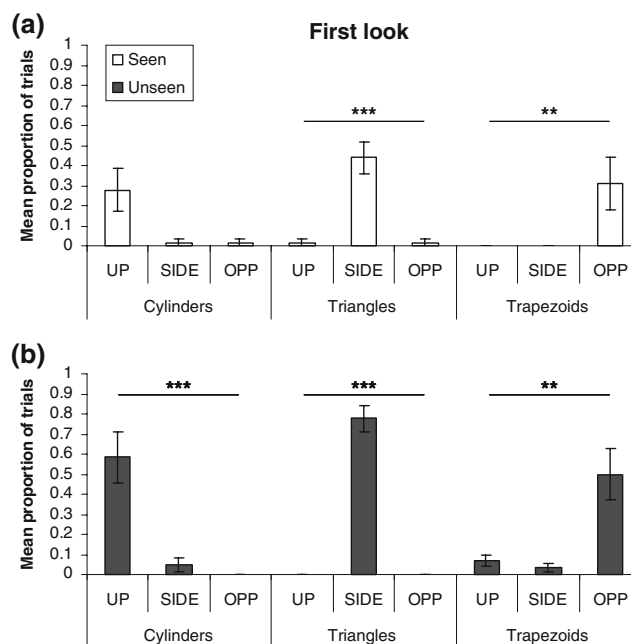 (a)
First look
Mean proportion of trials
1
0.9
0.8
0.7
0.6
0.5
0.4
0.3
0.2
0.1
0
Seen
Unseen
*** **
UP SIDE OPP UP SIDE OPP UP SIDE OPP
Cylinders Triangles Trapezoids
(b)
Mean proportion of trials
1
0.9
0.8
0.7
0.6
0.5
0.4
0.3
0.2
0.1
0
*** *** **
UP SIDE OPP UP SIDE OPP UP SIDE OPP
Cylinders Triangles Trapezoids